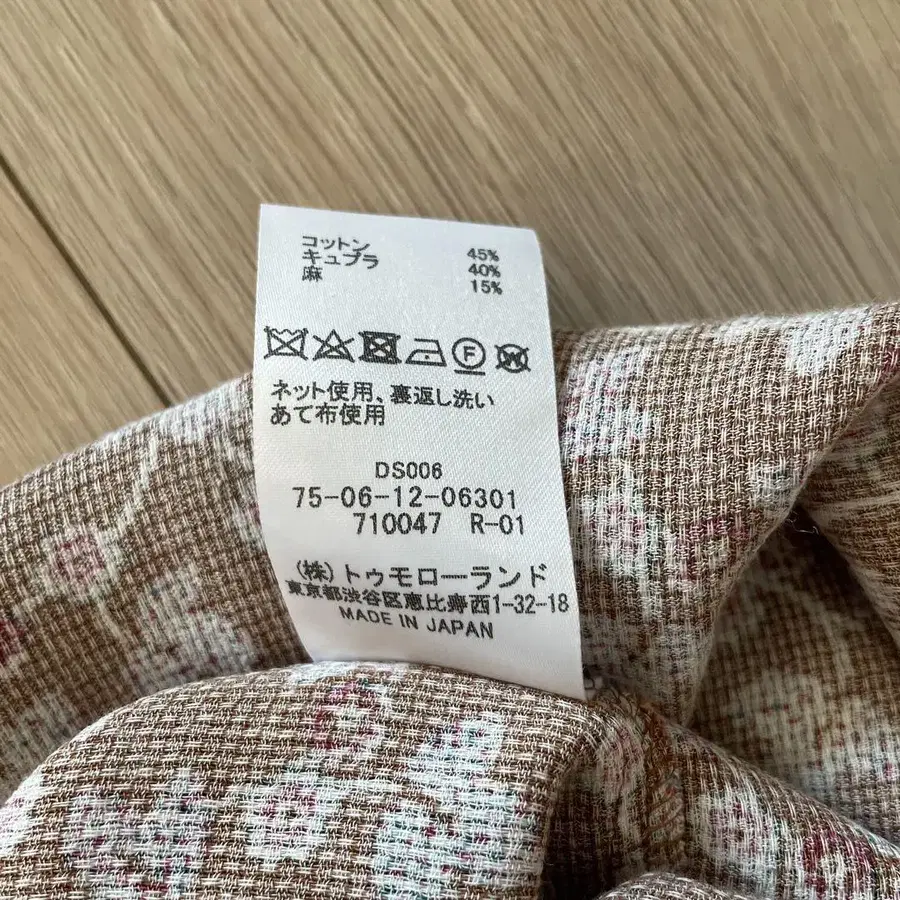 コットン 45%
キュプラ 40%
麻 15%
ネット使用、裏返し洗い
あて布使用
DS006
75-06-12-06301
710047 R-01
(株)トゥモローランド
東京都渋谷区恵比寿西1-32-18
MADE IN JAPAN